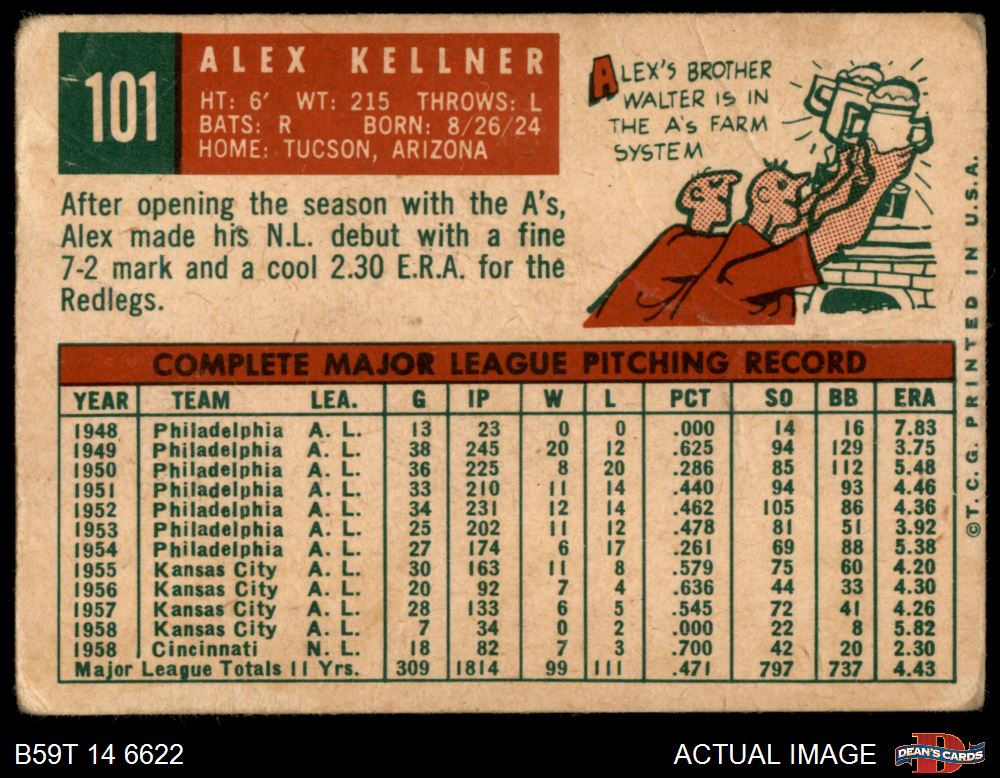 101
ALEX KELLNER
HT: 6' WT: 215 THROWS: L
BATS: R BORN: 8/26/24
HOME: TUCSON, ARIZONA
ALEX'S BROTHER
WALTER IS IN
THE A's FARM
SYSTEM
After opening the season with the A's,
Alex made his N.L. debut with a fine
7-2 mark and a cool 2.30 E.R.A. for the
Redlegs.
COMPLETE MAJOR LEAGUE PITCHING RECORD
YEAR TEAM LEA. G IP W L PCT SO BB ERA
1948 Philadelphia A. L. 13 23 0 0 .000 14 16 7.83
1949 Philadelphia A. L. 38 245 20 12 .625 94 129 3.75
1950 Philadelphia A. L. 36 225 8 20 .286 85 112 5.48
1951 Philadelphia A. L. 33 210 11 14 .440 94 93 4.46
1952 Philadelphia A. L. 34 231 12 14 .462 105 86 4.36
1953 Philadelphia A. L. 25 202 11 12 .478 81 51 3.92
1954 Philadelphia A. L. 27 174 6 17 .261 69 88 5.38
1955 Kansas City A. L. 30 163 11 8 .579 75 60 4.20
1956 Kansas City A. L. 20 92 7 4 .636 44 33 4.30
1957 Kansas City A. L. 28 133 6 5 .545 72 41 4.26
1958 Kansas City A. L. 7 34 0 2 .000 22 8 5.82
1958 Cincinnati N. L. 18 82 7 3 .700 42 20 2.30
Major League Totals 11 Yrs. 309 1814 99 111 .471 797 737 4.43
©T. C. G. PRINTED IN U.S.A.
B59T 14 6622
ACTUAL IMAGE
D
DEAN'S CARDS